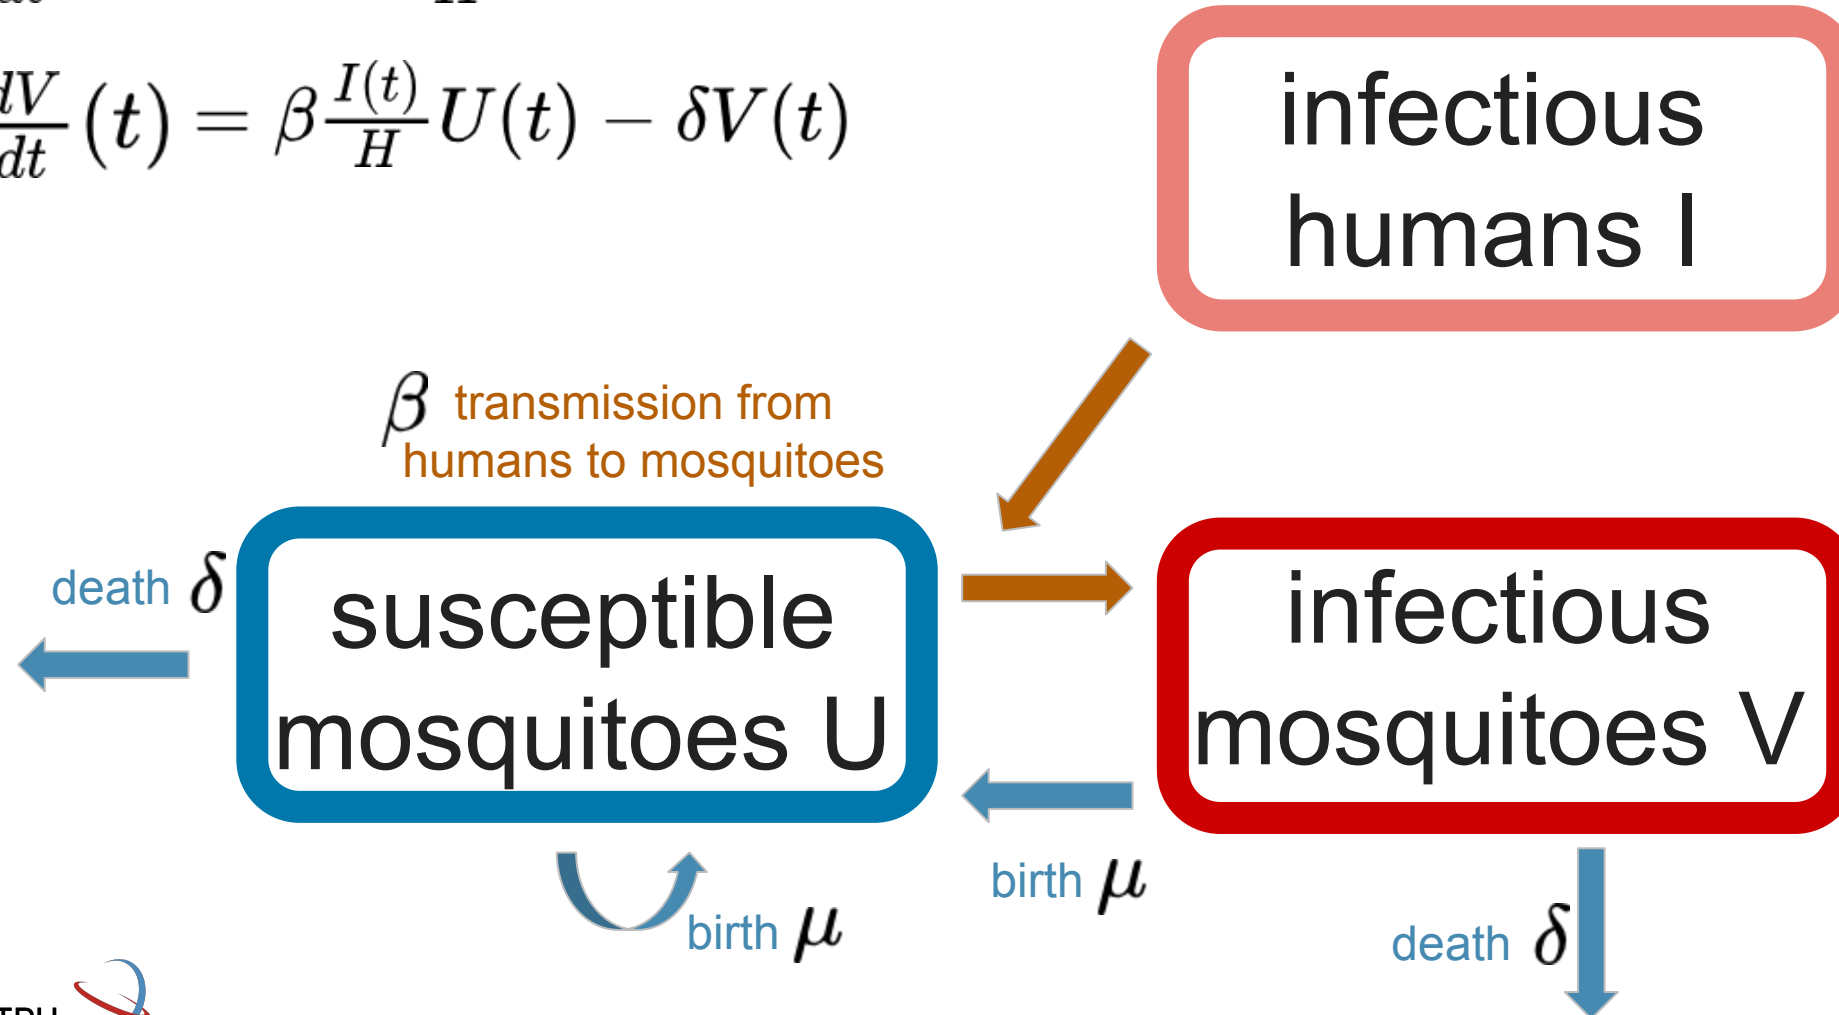 dV/dt (t) = β I(t)/H U(t) − δV(t)
infectious
humans I
β transmission from
humans to mosquitoes
death δ
susceptible
mosquitoes U
infectious
mosquitoes V
birth μ
birth μ
death δ